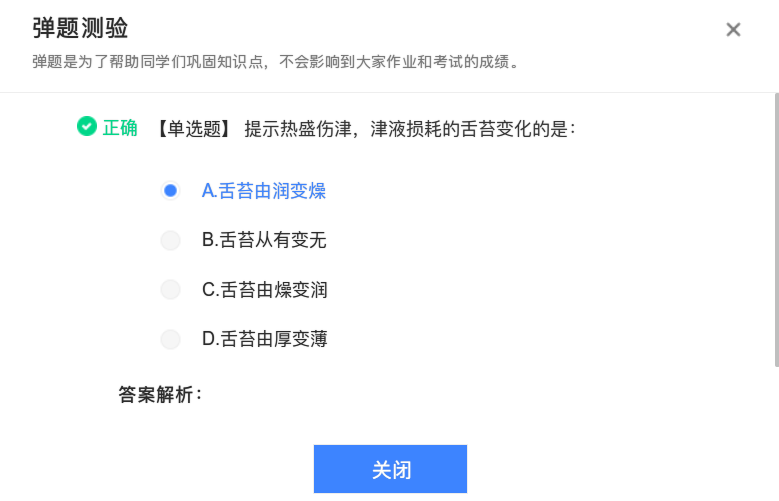 弹题测验
弹题是为了帮助同学们巩固知识点，不会影响到大家作业和考试的成绩。
正确 【单选题】 提示热盛伤津，津液损耗的舌苔变化的是：
A.舌苔由润变燥
B.舌苔从有变无
C.舌苔由燥变润
D.舌苔由厚变薄
答案解析：
关闭